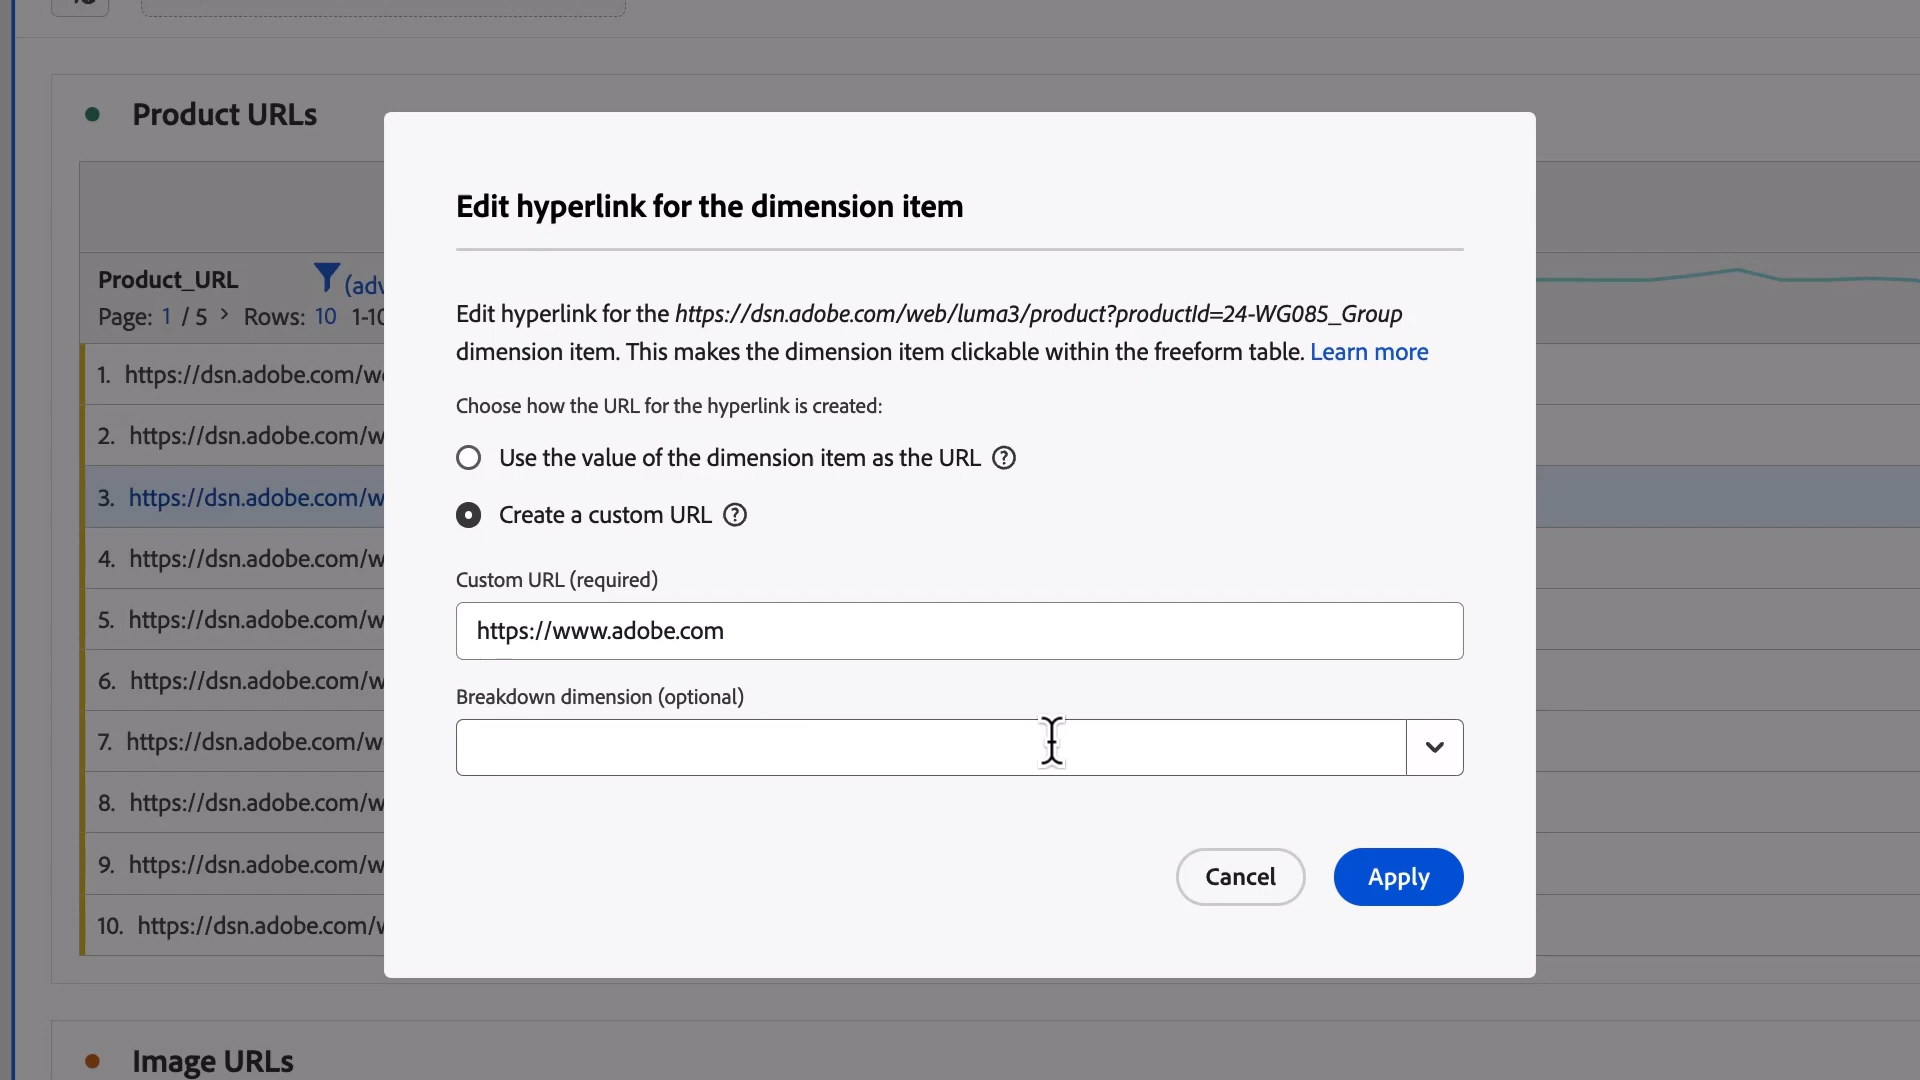 Product URLs
Edit hyperlink for the dimension item
Product_URL
(adv
Page: 1 / 5 > Rows: 10 1-10
Edit hyperlink for the https://dsn.adobe.com/web/luma3/product?productId=24-WG085_Group
dimension item. This makes the dimension item clickable within the freeform table. Learn more
1. https://dsn.adobe.com/we
Choose how the URL for the hyperlink is created:
2. https://dsn.adobe.com/w
Use the value of the dimension item as the URL
3. https://dsn.adobe.com/w
Create a custom URL
4. https://dsn.adobe.com/w
Custom URL (required)
5. https://dsn.adobe.com/w
https://www.adobe.com
6. https://dsn.adobe.com/w
Breakdown dimension (optional)
7. https://dsn.adobe.com/w
8. https://dsn.adobe.com/w
9. https://dsn.adobe.com/w
Cancel
Apply
10. https://dsn.adobe.com/w
Image URLs